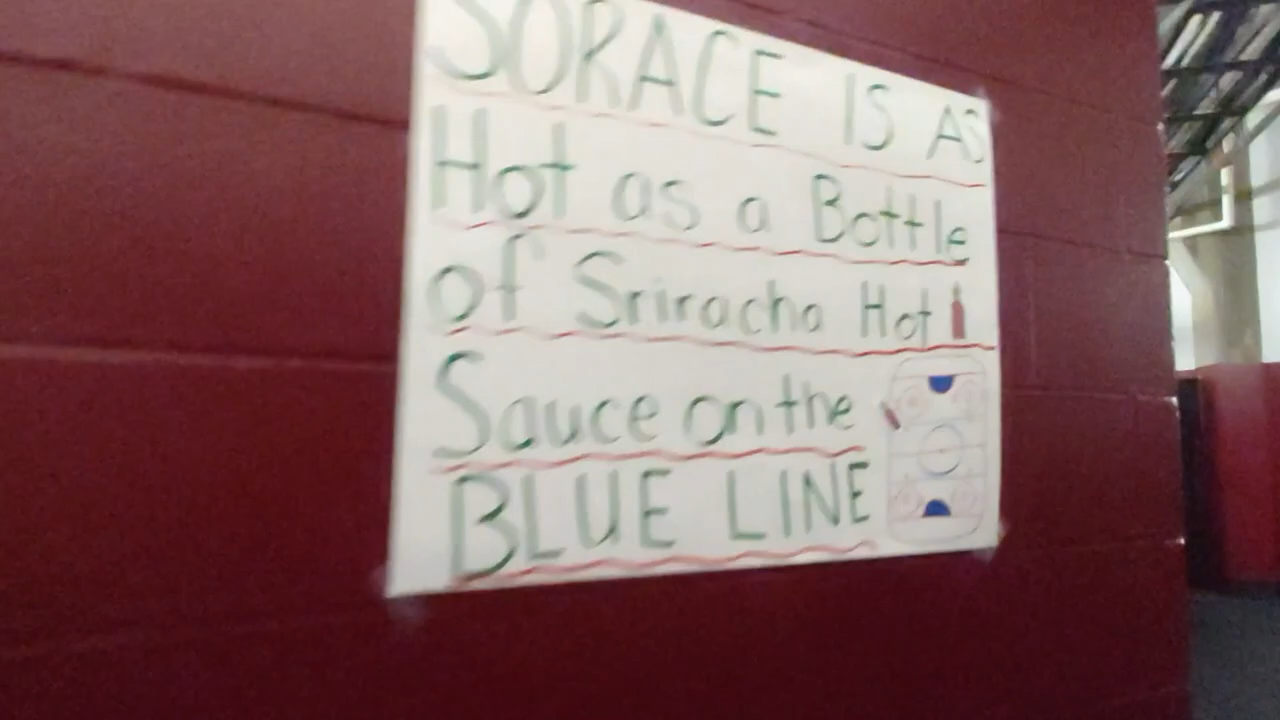 SORACE IS AS
Hot as a Bottle
of Sriracha Hot
Sauce on the
BLUE LINE